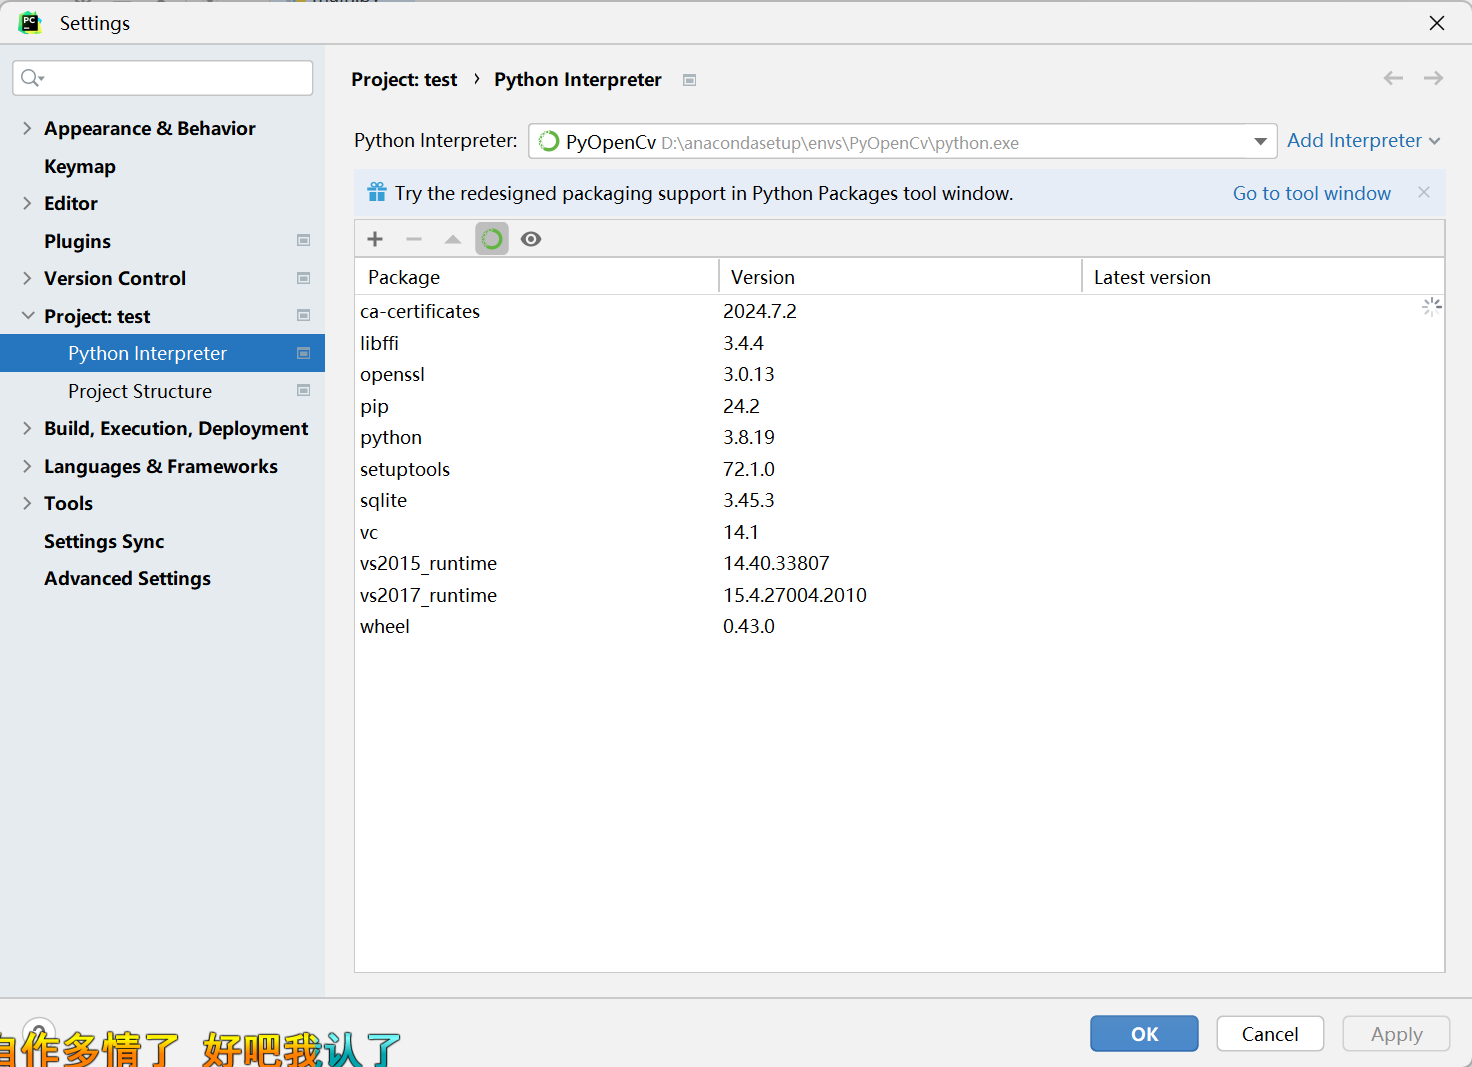 Settings
Project: test › Python Interpreter
Python Interpreter: PyOpenCv D:\anacondasetup\envs\PyOpenCv\python.exe Add Interpreter
Try the redesigned packaging support in Python Packages tool window. Go to tool window
Appearance & Behavior
Keymap
Editor
Plugins
Version Control
Project: test
Python Interpreter
Project Structure
Build, Execution, Deployment
Languages & Frameworks
Tools
Settings Sync
Advanced Settings
Package Version Latest version
ca-certificates 2024.7.2
libffi 3.4.4
openssl 3.0.13
pip 24.2
python 3.8.19
setuptools 72.1.0
sqlite 3.45.3
vc 14.1
vs2015_runtime 14.40.33807
vs2017_runtime 15.4.27004.2010
wheel 0.43.0
自作多情了 好吧我认了
OK Cancel Apply